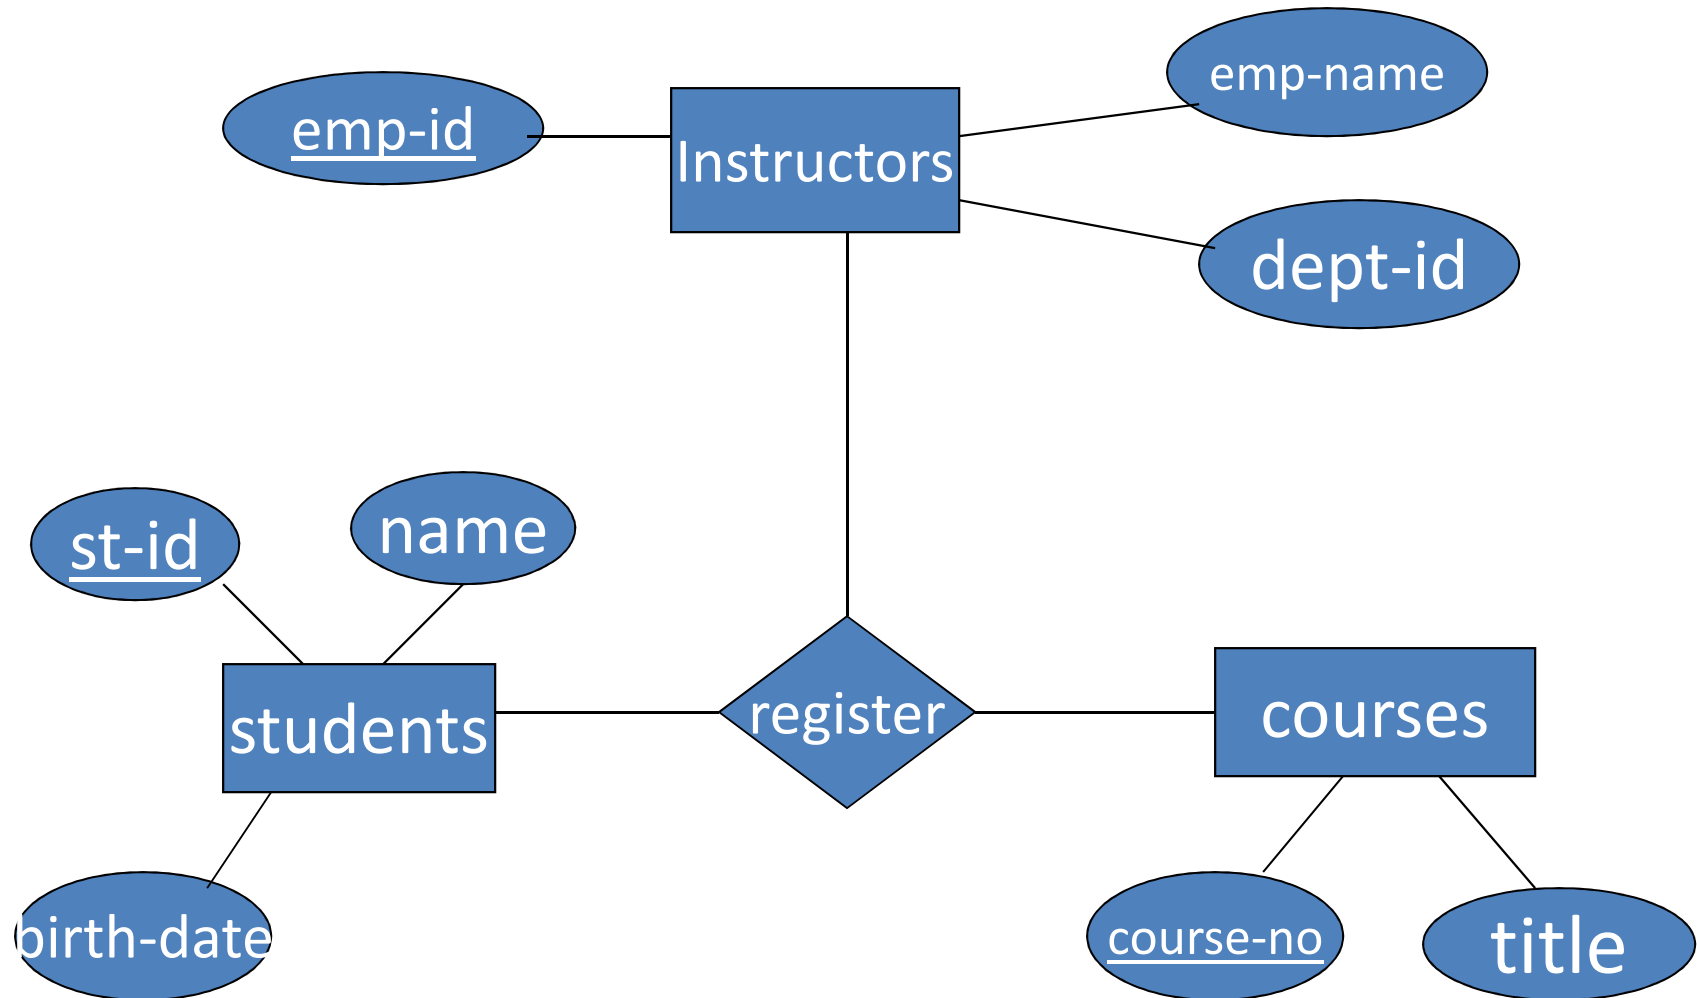 emp-name
emp-id
Instructors
dept-id
st-id
name
students
register
courses
birth-date
course-no
title